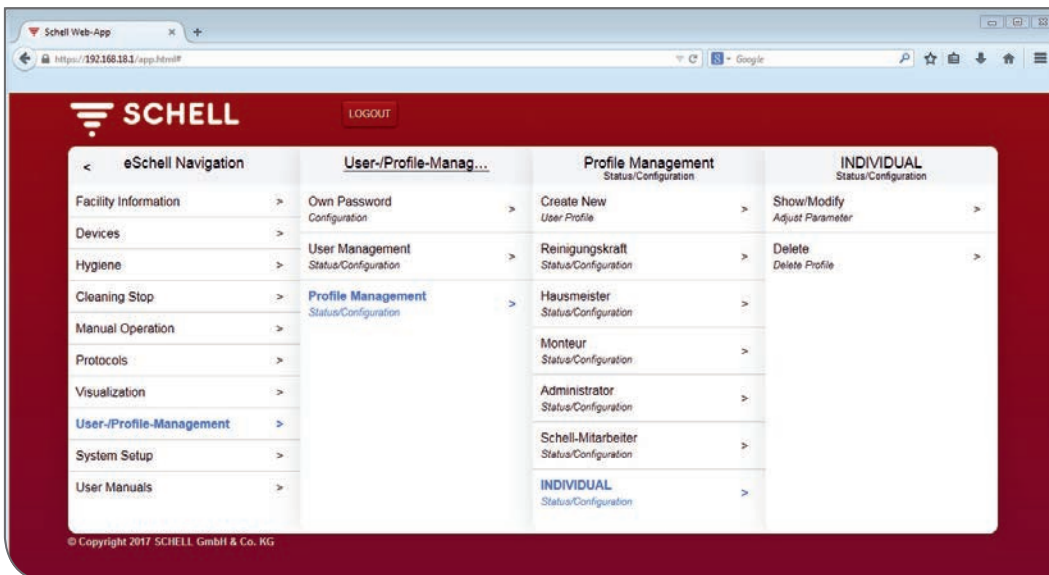 Schell Web-App
https://192.168.18.1/app.html#
Google
SCHELL
LOGOUT
< eSchell Navigation
Facility Information >
Devices >
Hygiene >
Cleaning Stop >
Manual Operation >
Protocols >
Visualization >
User-/Profile-Management >
System Setup >
User Manuals >
User-/Profile-Manag...
Own Password >
Configuration
User Management >
Status/Configuration
Profile Management >
Status/Configuration
Profile Management
Status/Configuration
Create New >
User Profile
Reinigungskraft >
Status/Configuration
Hausmeister >
Status/Configuration
Monteur >
Status/Configuration
Administrator >
Status/Configuration
Schell-Mitarbeiter >
Status/Configuration
INDIVIDUAL >
Status/Configuration
INDIVIDUAL
Status/Configuration
Show/Modify >
Adjust Parameter
Delete >
Delete Profile
© Copyright 2017 SCHELL GmbH & Co. KG